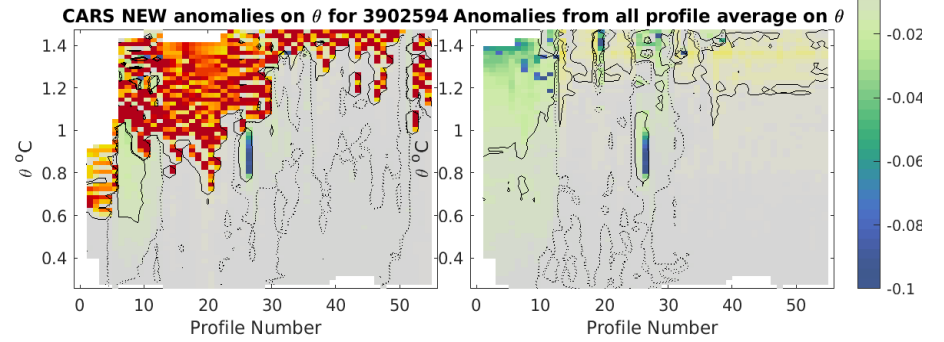 CARS NEW anomalies on θ for 3902594 Anomalies from all profile average on θ
1.4
1.2
1
0.8
0.6
0.4
θ °C
0 10 20 30 40 50
Profile Number
1.4
1.2
1
0.8
0.6
0.4
θ °C
0 10 20 30 40 50
Profile Number
-0.02
-0.04
-0.06
-0.08
-0.1